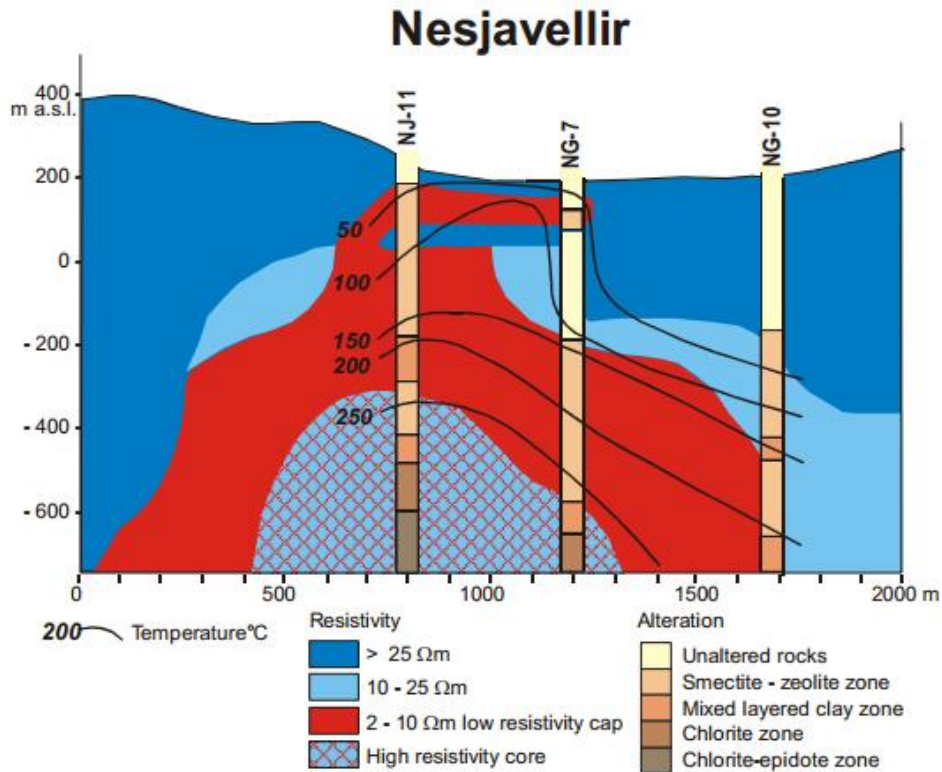 Nesjavellir
400
m a.s.l.
200
0
- 200
- 400
- 600
NJ-11
NG-7
NG-10
50
100
150
200
250
0
500
1000
1500
2000 m
200 Temperature°C
Resistivity
> 25 Ωm
10 - 25 Ωm
2 - 10 Ωm low resistivity cap
High resistivity core
Alteration
Unaltered rocks
Smectite - zeolite zone
Mixed layered clay zone
Chlorite zone
Chlorite-epidote zone